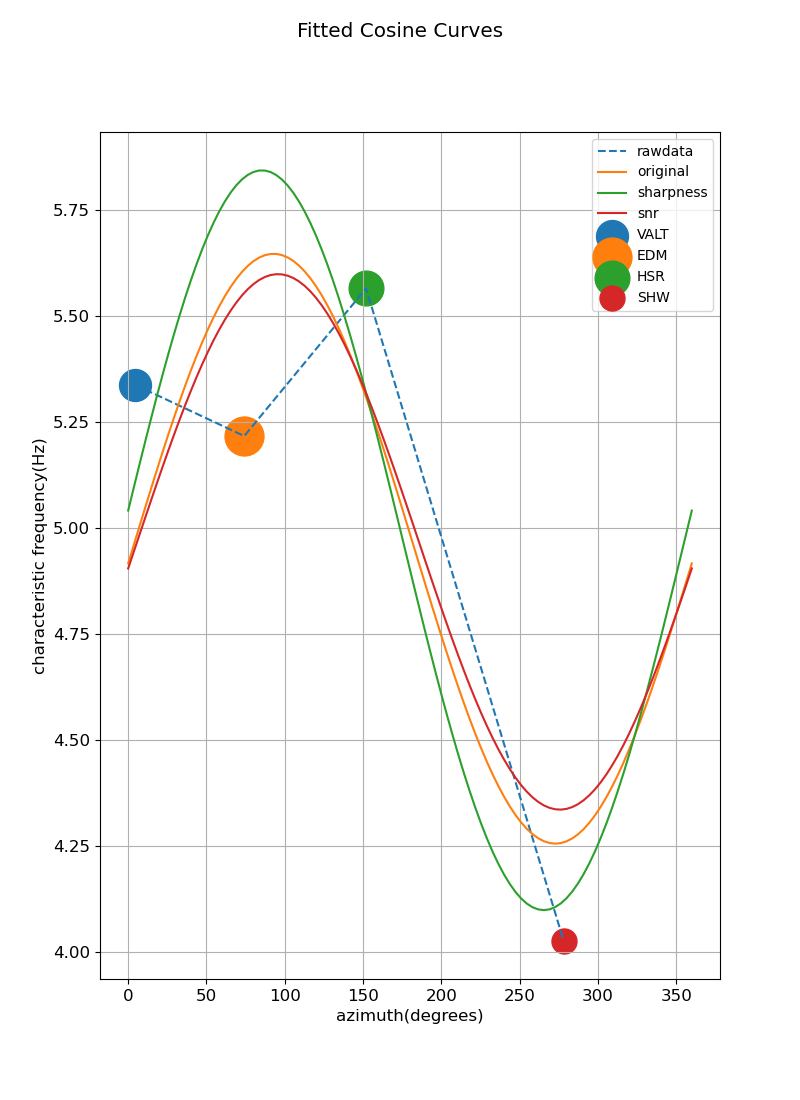 Fitted Cosine Curves
rawdata
original
sharpness
snr
VALT
EDM
HSR
SHW
5.75
5.50
5.25
5.00
4.75
4.50
4.25
4.00
characteristic frequency(Hz)
0 50 100 150 200 250 300 350
azimuth(degrees)